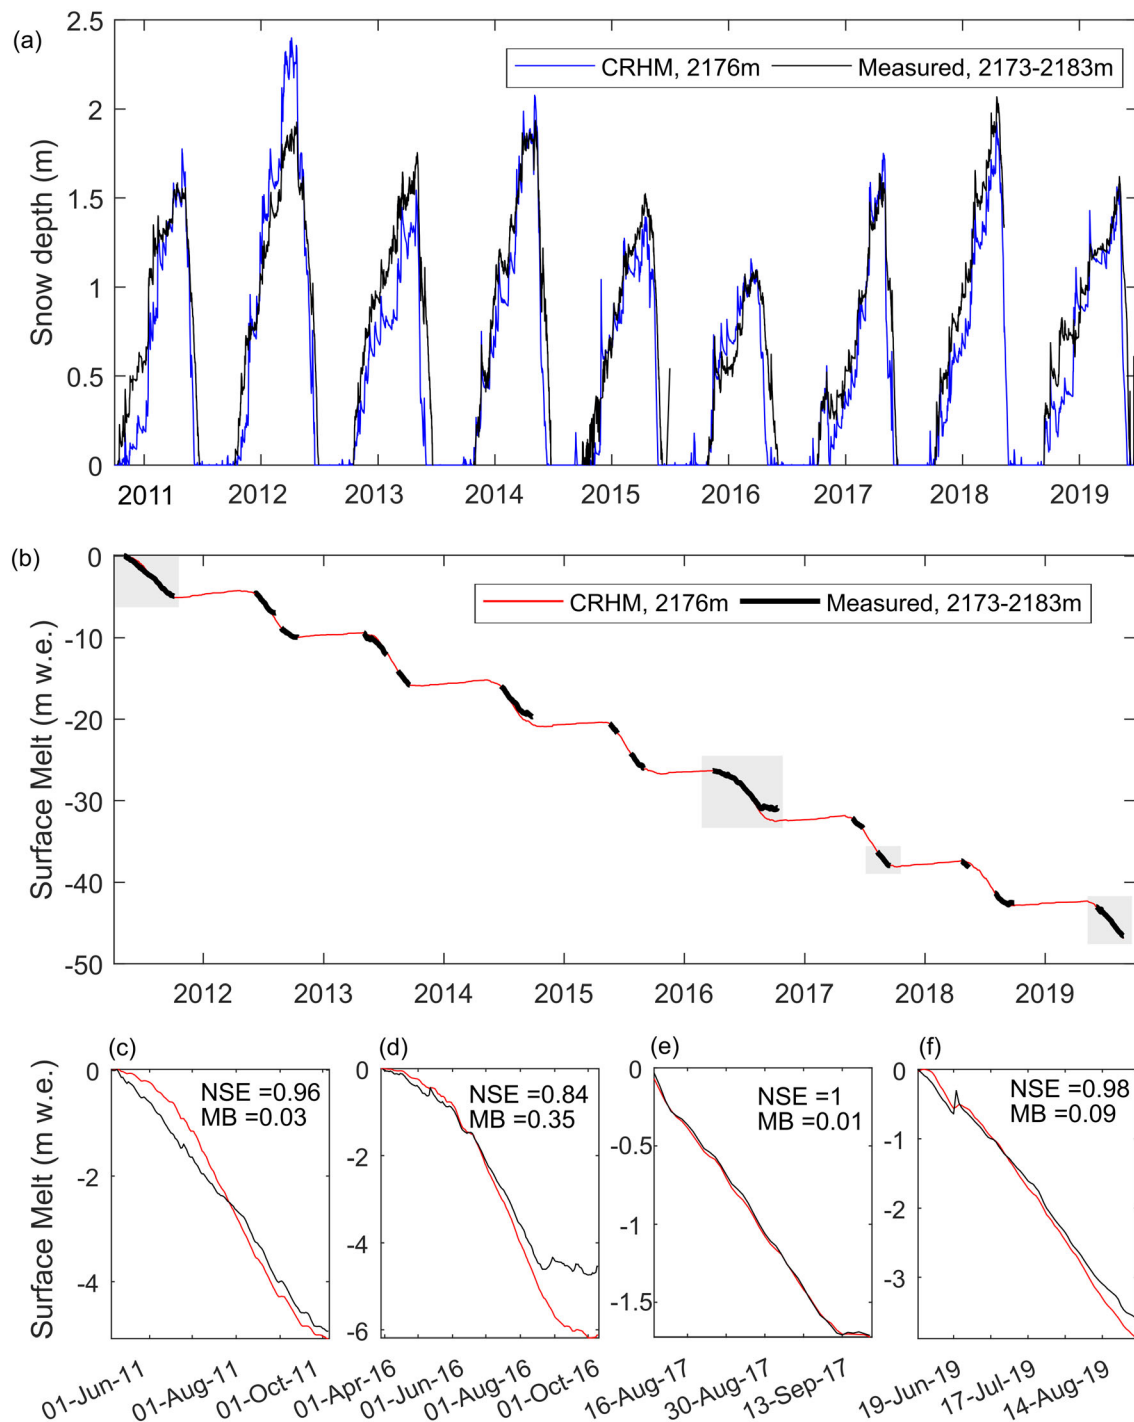 (a)
2.5
2
1.5
1
0.5
0
Snow depth (m)
CRHM, 2176m Measured, 2173-2183m
2011 2012 2013 2014 2015 2016 2017 2018 2019
(b)
0
-10
-20
-30
-40
-50
Surface Melt (m w.e.)
CRHM, 2176m Measured, 2173-2183m
2012 2013 2014 2015 2016 2017 2018 2019
Surface Melt (m w.e.)
(c)
0
-2
-4
NSE =0.96
MB =0.03
01-Jun-11 01-Aug-11 01-Oct-11
(d)
0
-2
-4
-6
NSE =0.84
MB =0.35
01-Apr-16 01-Jun-16 01-Aug-16 01-Oct-16
(e)
0
-0.5
-1
-1.5
NSE =1
MB =0.01
16-Aug-17 30-Aug-17 13-Sep-17
(f)
0
-1
-2
-3
NSE =0.98
MB =0.09
19-Jun-19 17-Jul-19 14-Aug-19